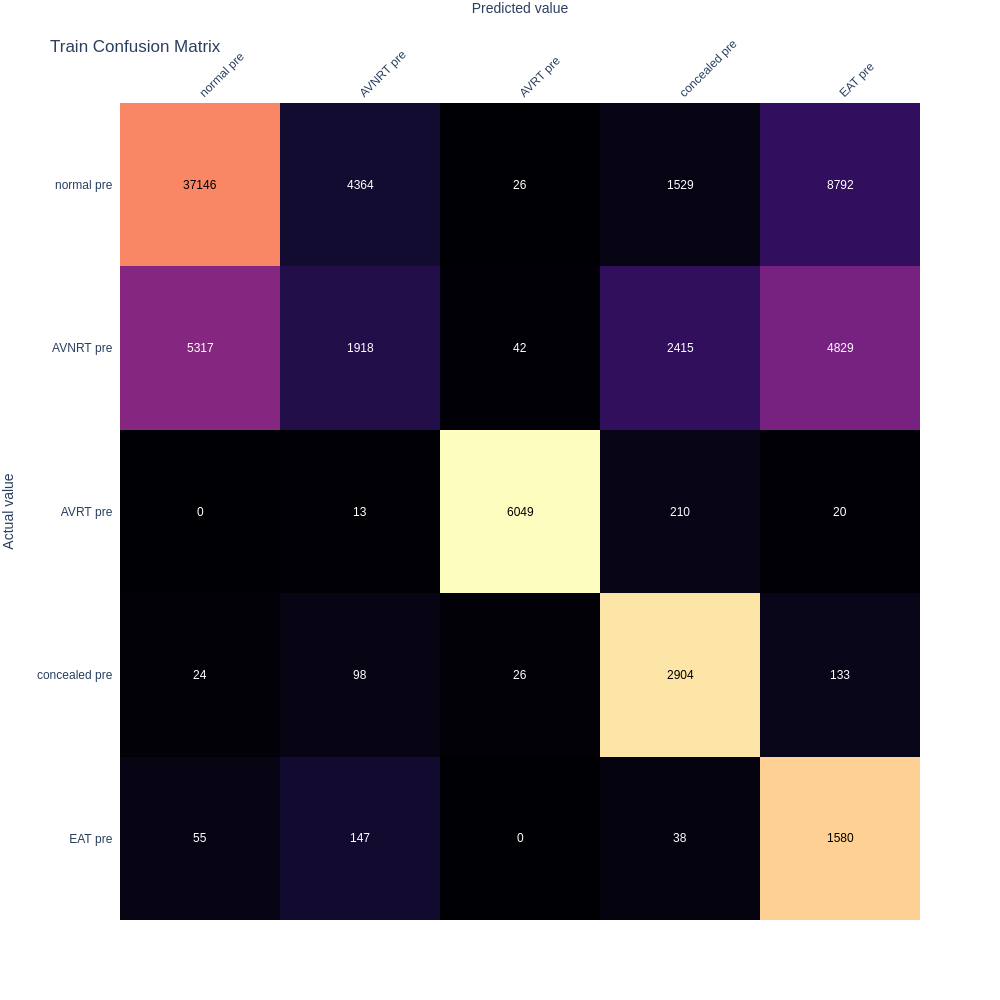 Predicted value
Train Confusion Matrix
normal pre
AVNRT pre
AVRT pre
concealed pre
EAT pre
normal pre 37146 4364 26 1529 8792
AVNRT pre 5317 1918 42 2415 4829
Actual value
AVRT pre 0 13 6049 210 20
concealed pre 24 98 26 2904 133
EAT pre 55 147 0 38 1580